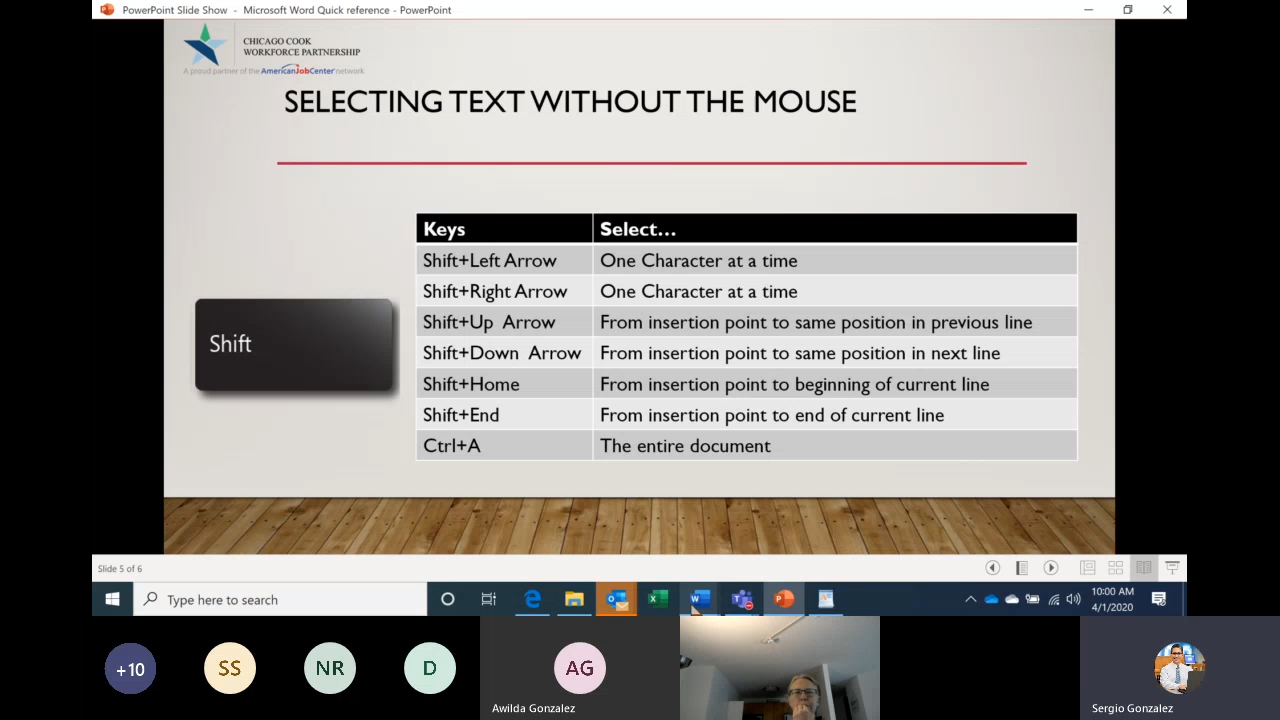 PowerPoint Slide Show - Microsoft Word Quick reference - PowerPoint
CHICAGO COOK
WORKFORCE PARTNERSHIP
A proud partner of the AmericanJobCenter network
SELECTING TEXT WITHOUT THE MOUSE
Keys Select...
Shift+Left Arrow One Character at a time
Shift+Right Arrow One Character at a time
Shift+Up Arrow From insertion point to same position in previous line
Shift+Down Arrow From insertion point to same position in next line
Shift+Home From insertion point to beginning of current line
Shift+End From insertion point to end of current line
Ctrl+A The entire document
Shift
Slide 5 of 6
Type here to search
10:00 AM
4/1/2020
+10
SS
NR
D
AG
Awilda Gonzalez
Sergio Gonzalez